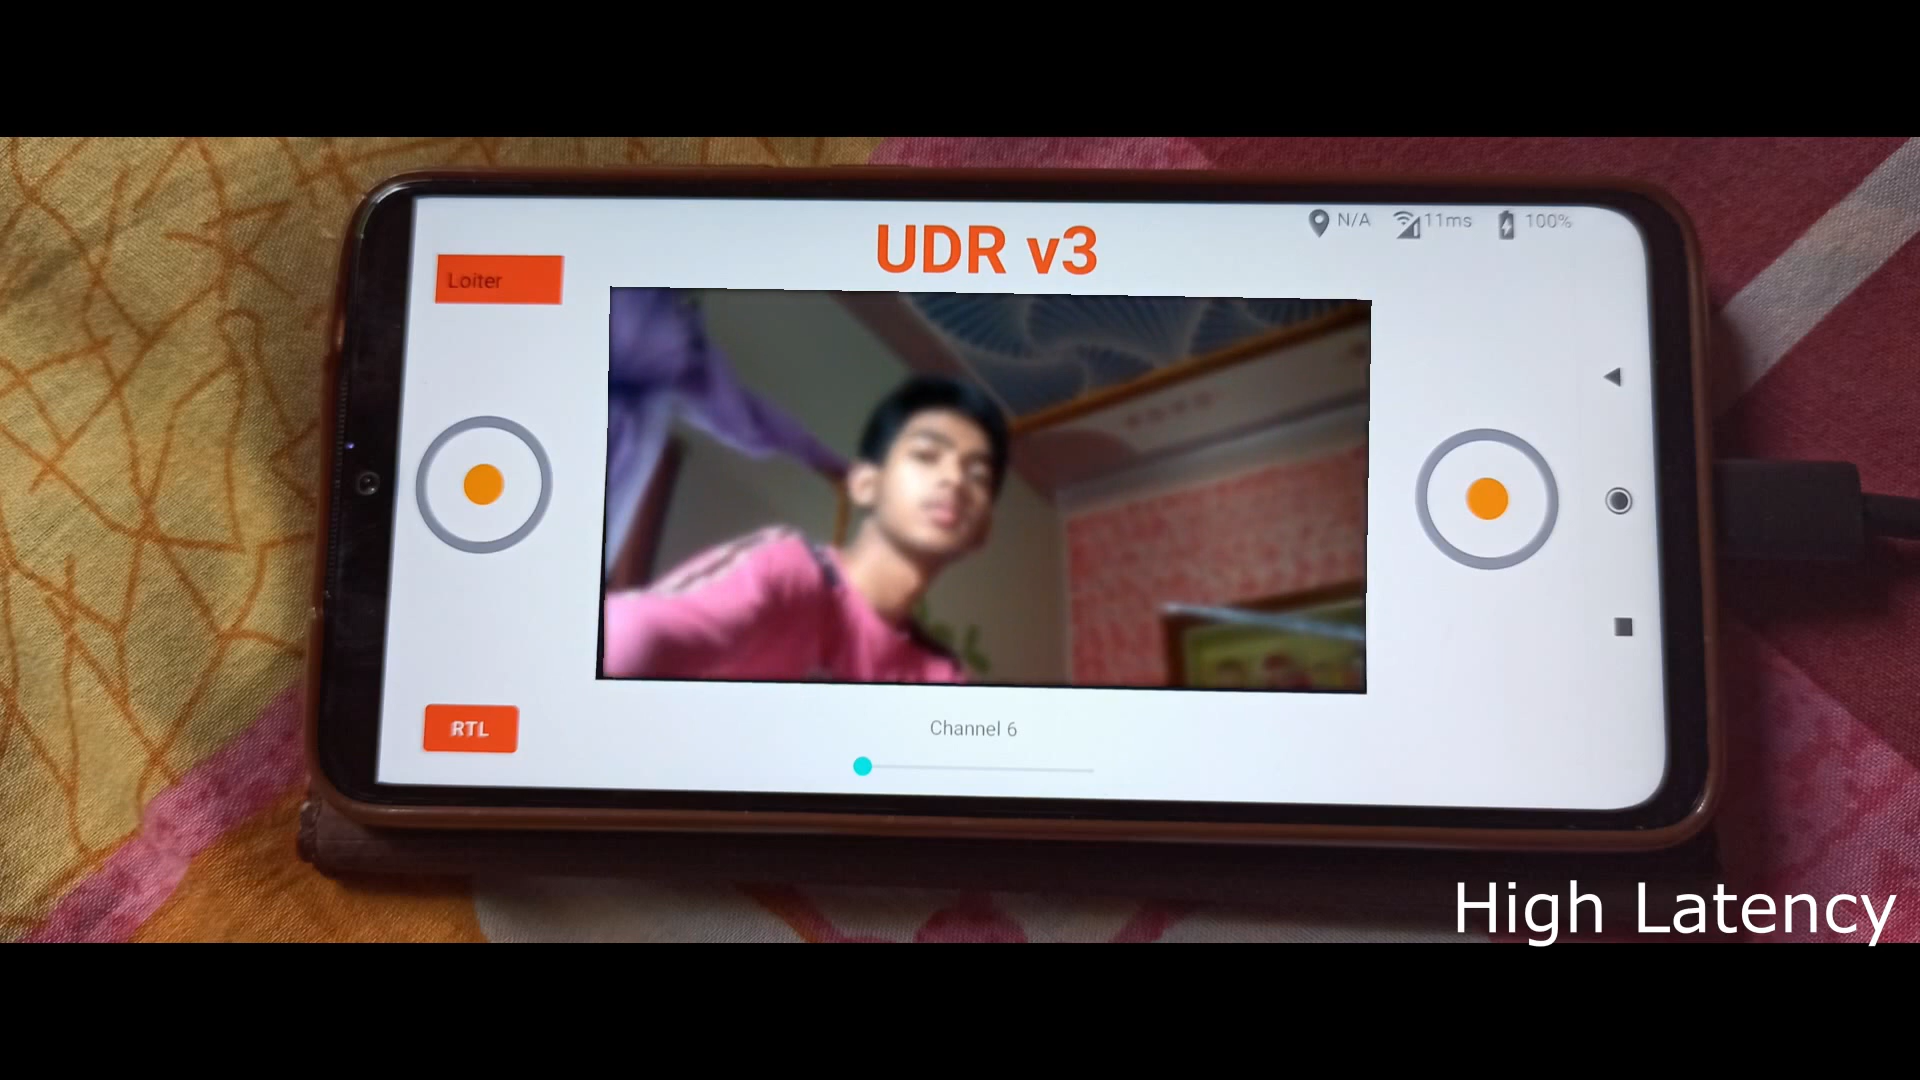 UDR v3
N/A 11ms 100%
Loiter
RTL
Channel 6
High Latency